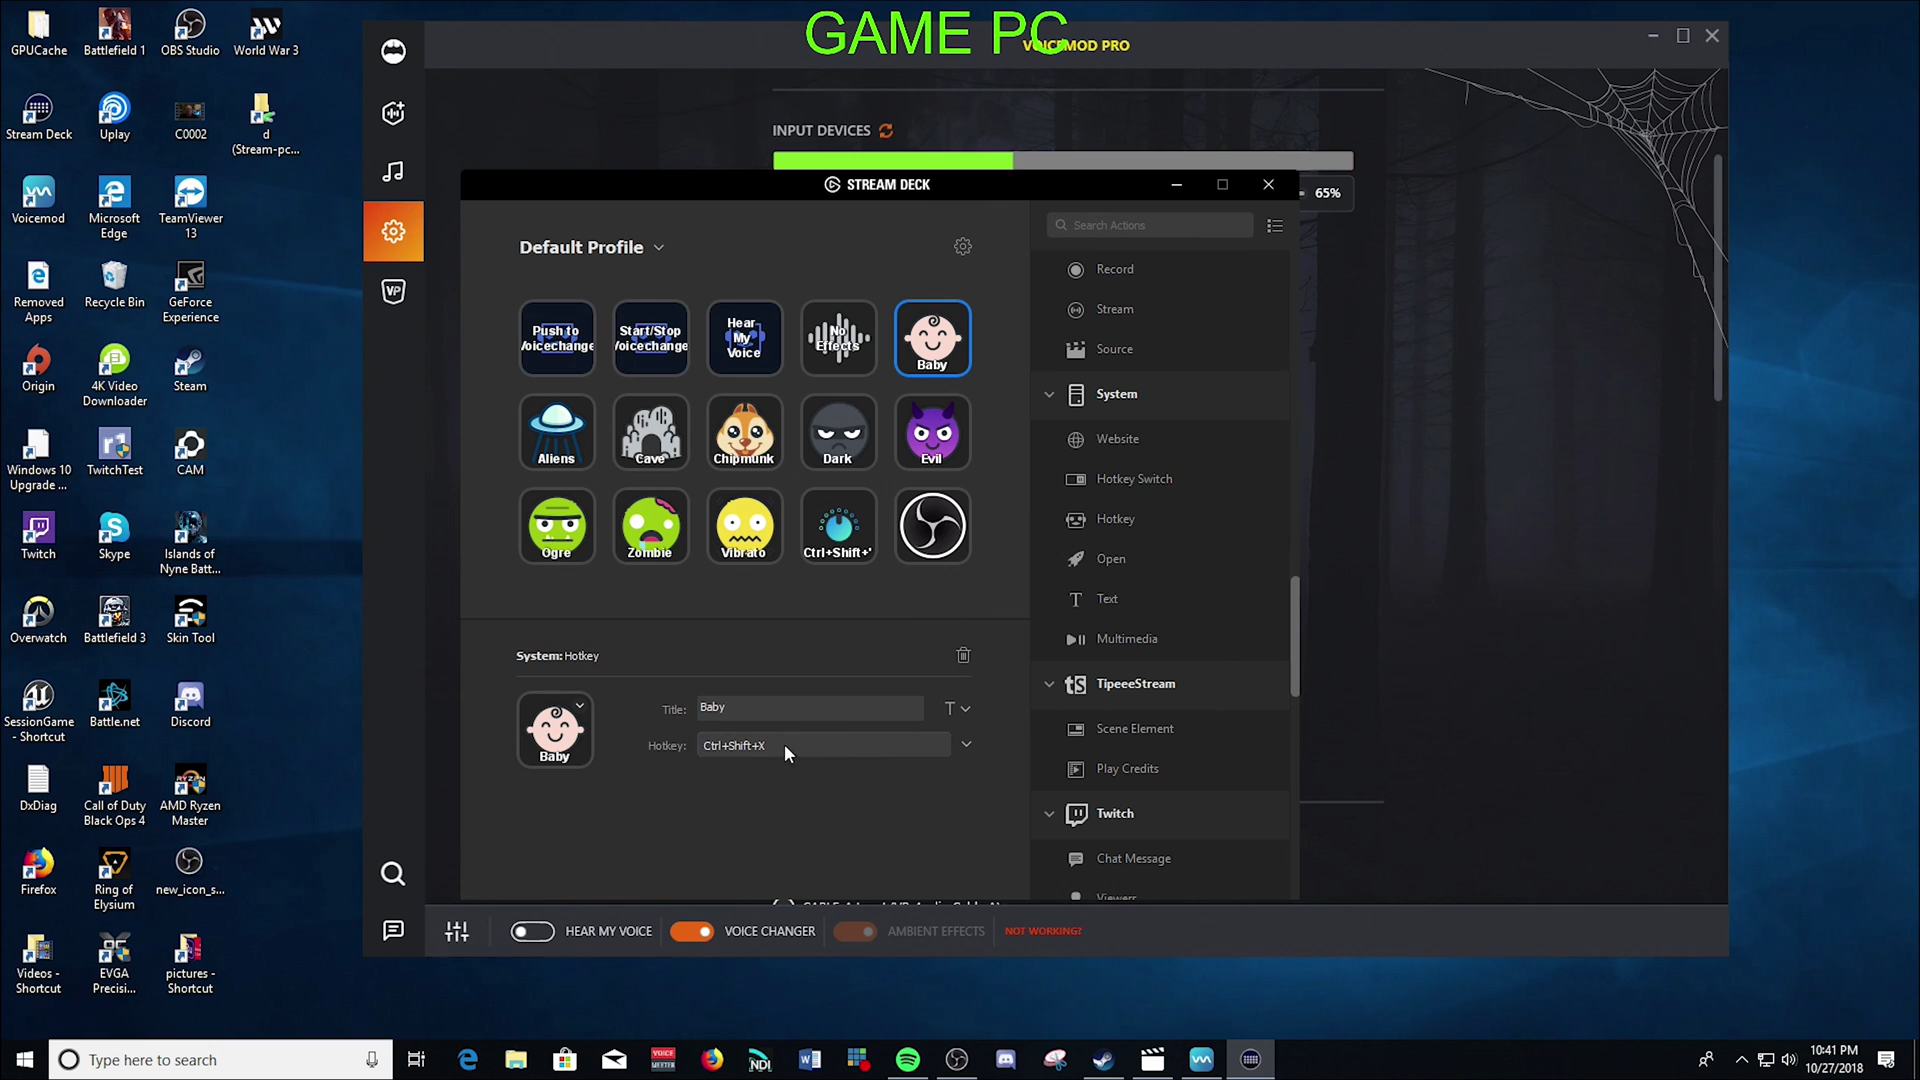 GAME PC
VOICEMOD PRO
GPUCache
Battlefield 1
OBS Studio
World War 3
Stream Deck
Uplay
C0002
d
(Stream-pc...
Voicemod
Microsoft
Edge
TeamViewer
13
Removed
Apps
Recycle Bin
GeForce
Experience
Origin
4K Video
Downloader
Steam
Windows 10
Upgrade ...
TwitchTest
CAM
Twitch
Skype
Islands of
Nyne Batt...
Overwatch
Battlefield 3
Skin Tool
SessionGame
- Shortcut
Battle.net
Discord
DxDiag
Call of Duty
Black Ops 4
AMD Ryzen
Master
Firefox
Ring of
Elysium
new_icon_s...
Videos -
Shortcut
EVGA
Precisi...
pictures -
Shortcut
INPUT DEVICES
65%
STREAM DECK
Default Profile
Search Actions
Push to
Voicechange
Start/Stop
Voicechange
Hear
My
Voice
No
Effects
Baby
Aliens
Cave
Chipmunk
Dark
Evil
Ogre
Zombie
Vibrato
Ctrl+Shift+'
Record
Stream
Source
System
Website
Hotkey Switch
Hotkey
Open
Text
Multimedia
TipeeeStream
Scene Element
Play Credits
Twitch
Chat Message
Viewers
System: Hotkey
Baby
Title: Baby
T
Hotkey: Ctrl+Shift+X
HEAR MY VOICE
VOICE CHANGER
AMBIENT EFFECTS
NOT WORKING?
Type here to search
VOICE
MEETER
NDI
10:41 PM
10/27/2018